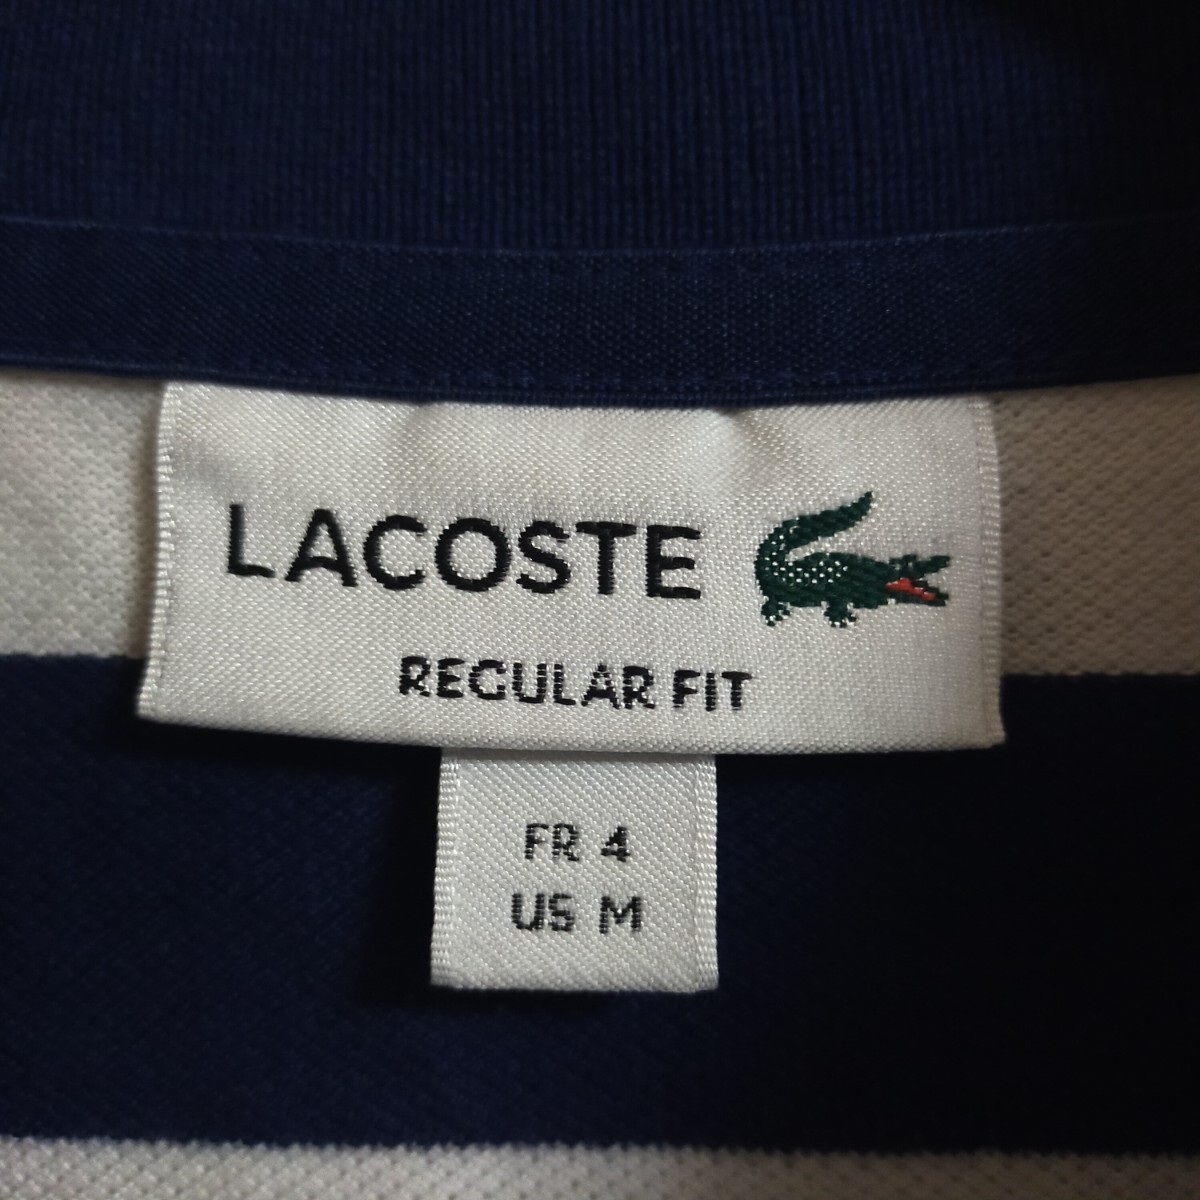 LACOSTE
REGULAR FIT
FR 4
US M